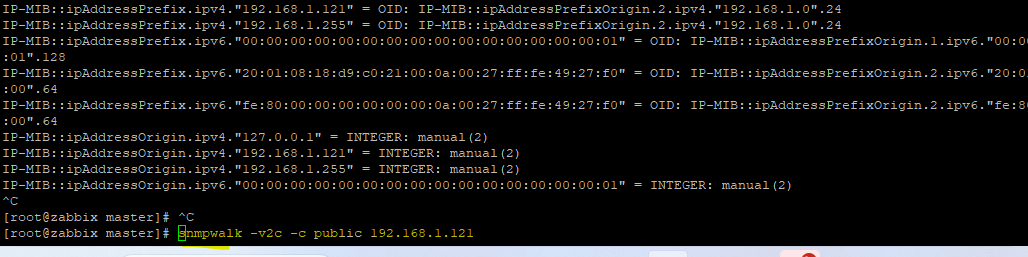 IP-MIB::ipAddressPrefix.ipv4."192.168.1.121" = OID: IP-MIB::ipAddressPrefixOrigin.2.ipv4."192.168.1.0".24
IP-MIB::ipAddressPrefix.ipv4."192.168.1.255" = OID: IP-MIB::ipAddressPrefixOrigin.2.ipv4."192.168.1.0".24
IP-MIB::ipAddressPrefix.ipv6."00:00:00:00:00:00:00:00:00:00:00:00:00:00:00:01" = OID: IP-MIB::ipAddressPrefixOrigin.1.ipv6."00:00
:01".128
IP-MIB::ipAddressPrefix.ipv6."20:01:08:18:d9:c0:21:00:0a:00:27:ff:fe:49:27:f0" = OID: IP-MIB::ipAddressPrefixOrigin.2.ipv6."20:0
:00".64
IP-MIB::ipAddressPrefix.ipv6."fe:80:00:00:00:00:00:00:0a:00:27:ff:fe:49:27:f0" = OID: IP-MIB::ipAddressPrefixOrigin.2.ipv6."fe:8
:00".64
IP-MIB::ipAddressOrigin.ipv4."127.0.0.1" = INTEGER: manual(2)
IP-MIB::ipAddressOrigin.ipv4."192.168.1.121" = INTEGER: manual(2)
IP-MIB::ipAddressOrigin.ipv4."192.168.1.255" = INTEGER: manual(2)
IP-MIB::ipAddressOrigin.ipv6."00:00:00:00:00:00:00:00:00:00:00:00:00:00:00:01" = INTEGER: manual(2)
^C
[root@zabbix master]# ^C
[root@zabbix master]# snmpwalk -v2c -c public 192.168.1.121